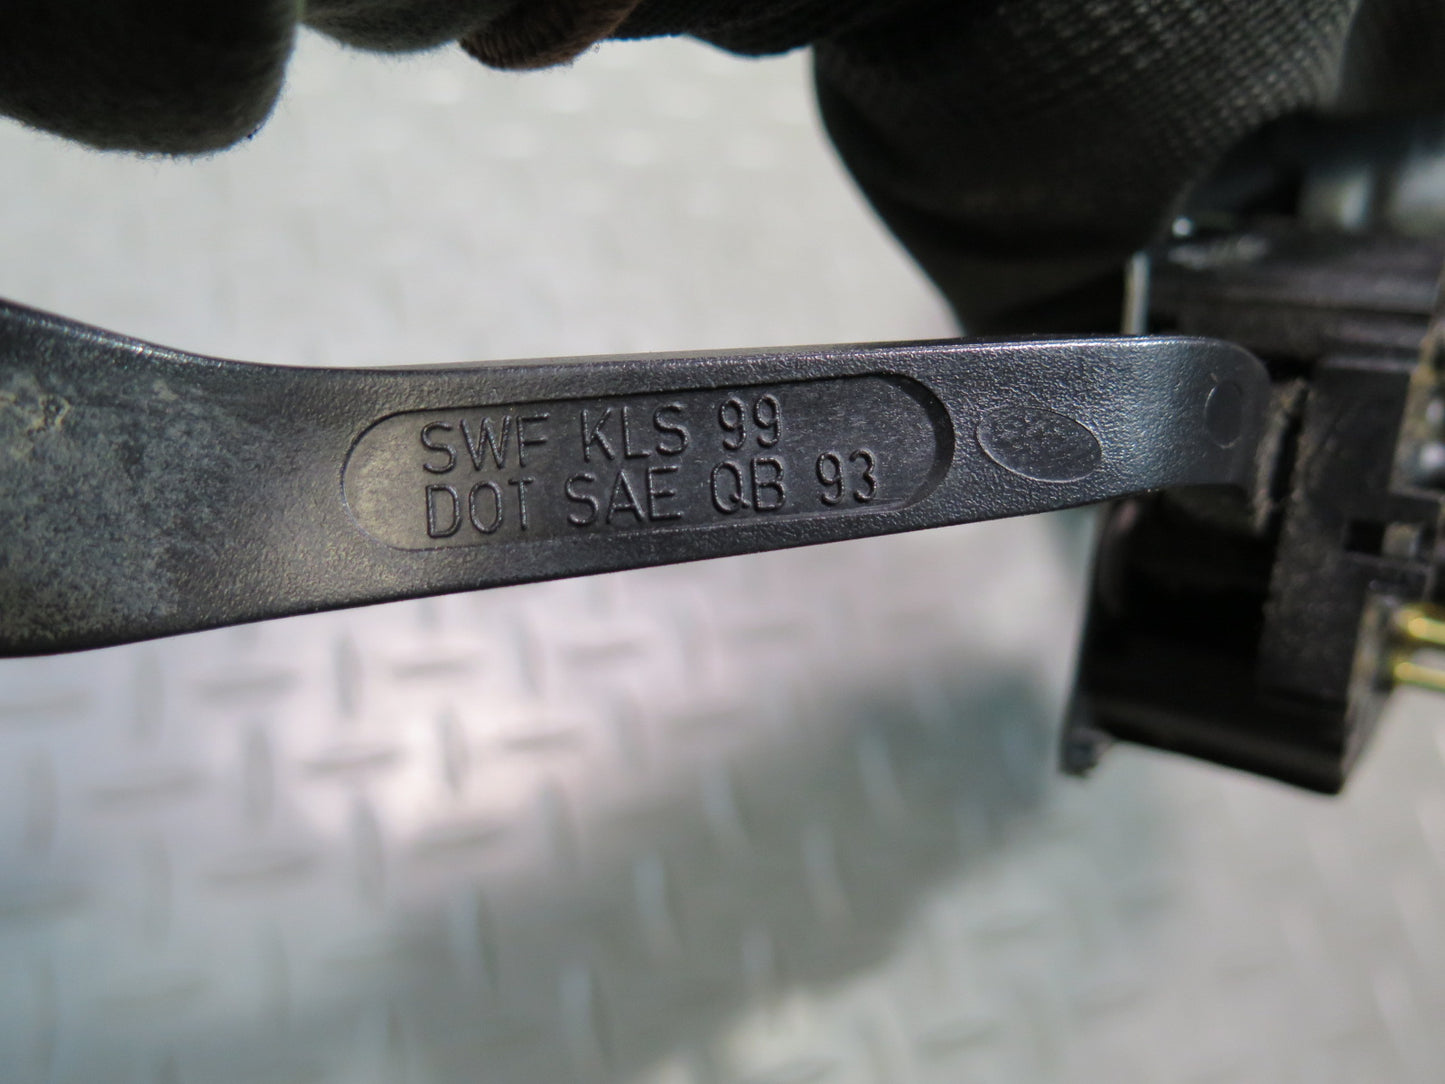 SWF KLS 99
DOT SAE QB 93